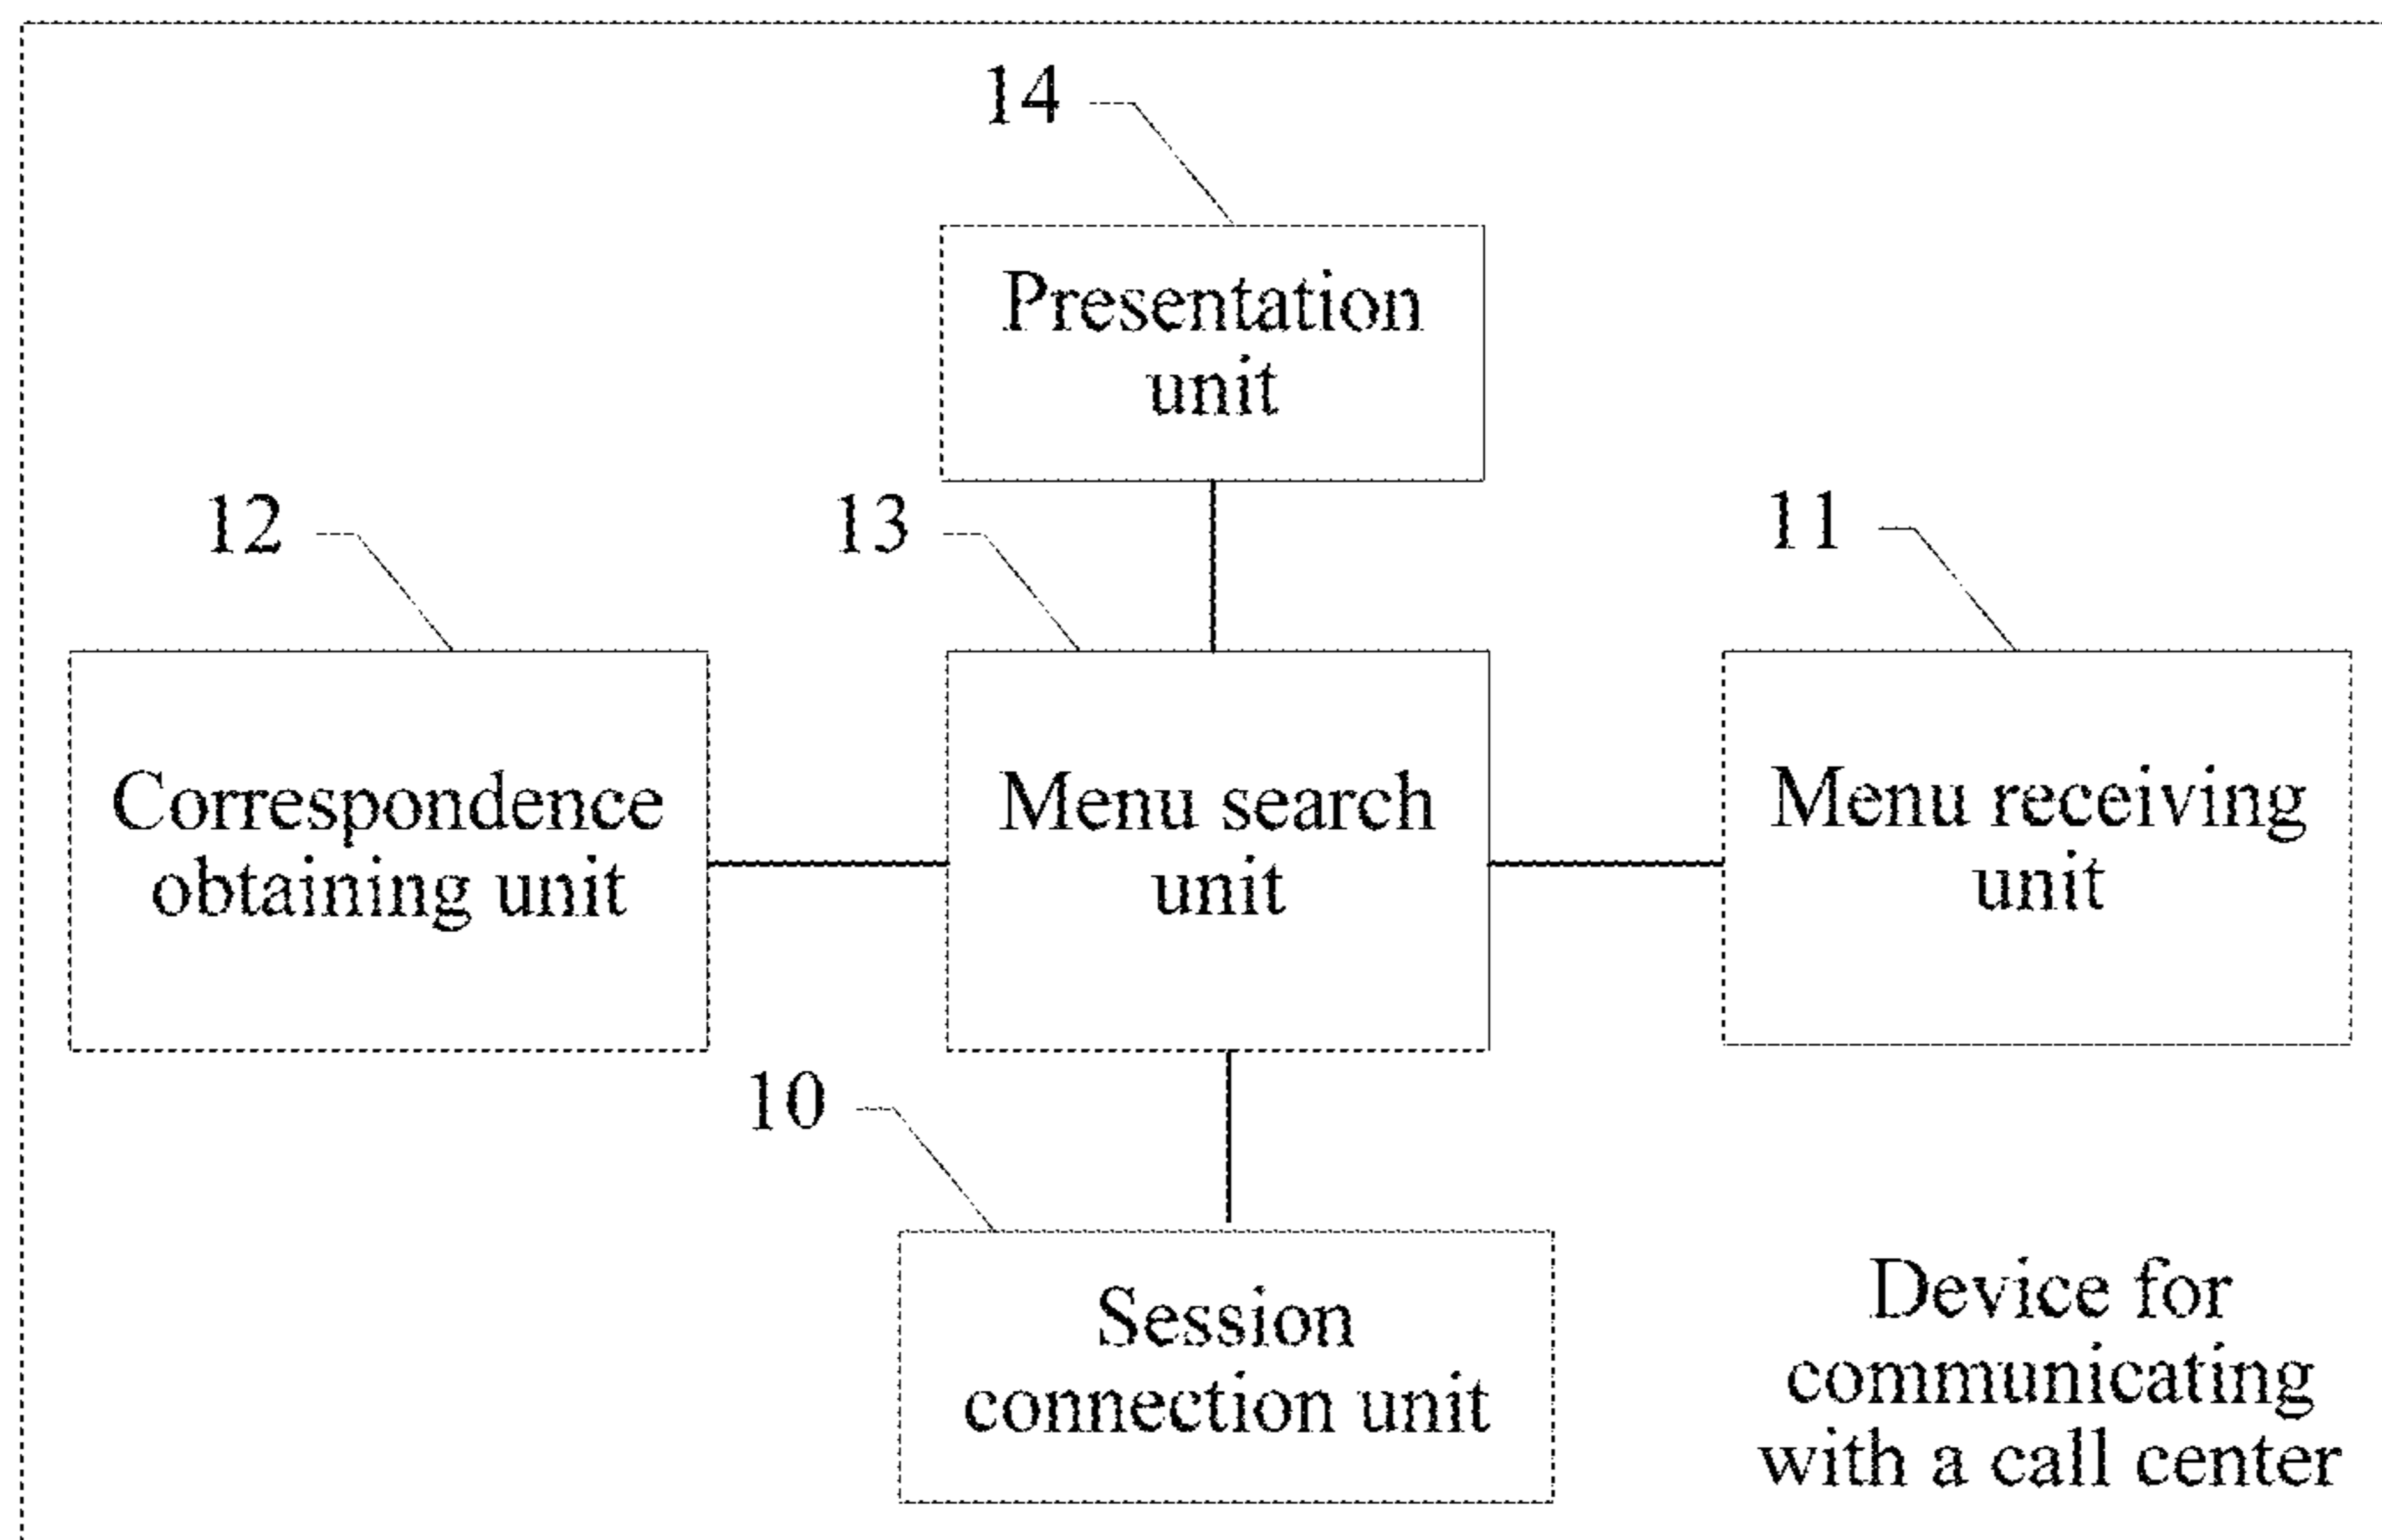 14
Presentation
unit
12
13
11
Correspondence
obtaining unit
Menu search
unit
Menu receiving
unit
10
Session
connection unit
Device for
communicating
with a call center